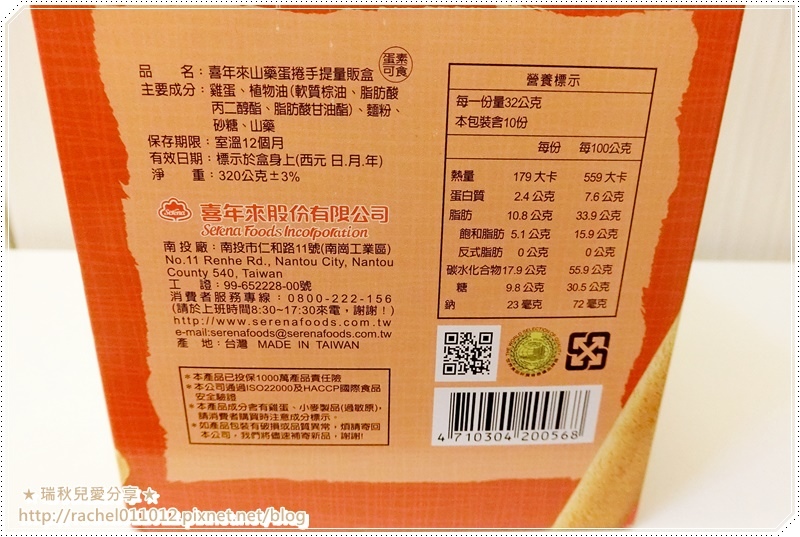 品　　名：喜年來山藥蛋捲手提量販盒
蛋素可食
主要成分：雞蛋、植物油(軟質棕油、脂肪酸
丙二醇酯、脂肪酸甘油酯)、麵粉、
砂糖、山藥
保存期限：室溫12個月
有效日期：標示於盒身上(西元 日.月.年)
淨　　重：320公克±3%
Serena
喜年來股份有限公司
Serena Foods Incorporation
南投廠：南投市仁和路11號(南崗工業區)
No.11 Renhe Rd., Nantou City, Nantou
County 540, Taiwan
工　證：99-652228-00號
消費者服務專線：0800-222-156
(請於上班時間8:30~17:30來電，謝謝！)
http://www.serenafoods.com.tw
e-mail:serenafoods@serenafoods.com.tw
產　地：台灣 MADE IN TAIWAN
＊本產品已投保1000萬產品責任險
＊本公司通過ISO22000及HACCP國際食品
安全驗證
＊本產品成分含有雞蛋、小麥製品(過敏原)，
請消費者購買時注意成分標示。
＊如產品包裝有破損或品質異常，煩請寄回
本公司，我們將儘速補寄新品，謝謝!
營養標示
每一份量32公克
本包裝含10份
每份 每100公克
熱量 179 大卡 559 大卡
蛋白質 2.4 公克 7.6 公克
脂肪 10.8 公克 33.9 公克
飽和脂肪 5.1 公克 15.9 公克
反式脂肪 0 公克 0 公克
碳水化合物 17.9 公克 55.9 公克
糖 9.8 公克 30.5 公克
鈉 23 毫克 72 毫克
4 710304 200568
★ 瑞秋兒愛分享 ★
http://rachel011012.pixnet.net/blog